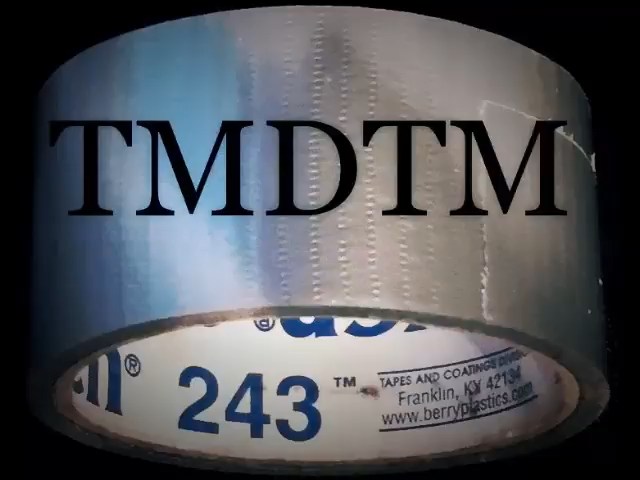 TMDTM
243 ™
TAPES AND COATINGS
Franklin, KY 42134
www.berryplastics.com